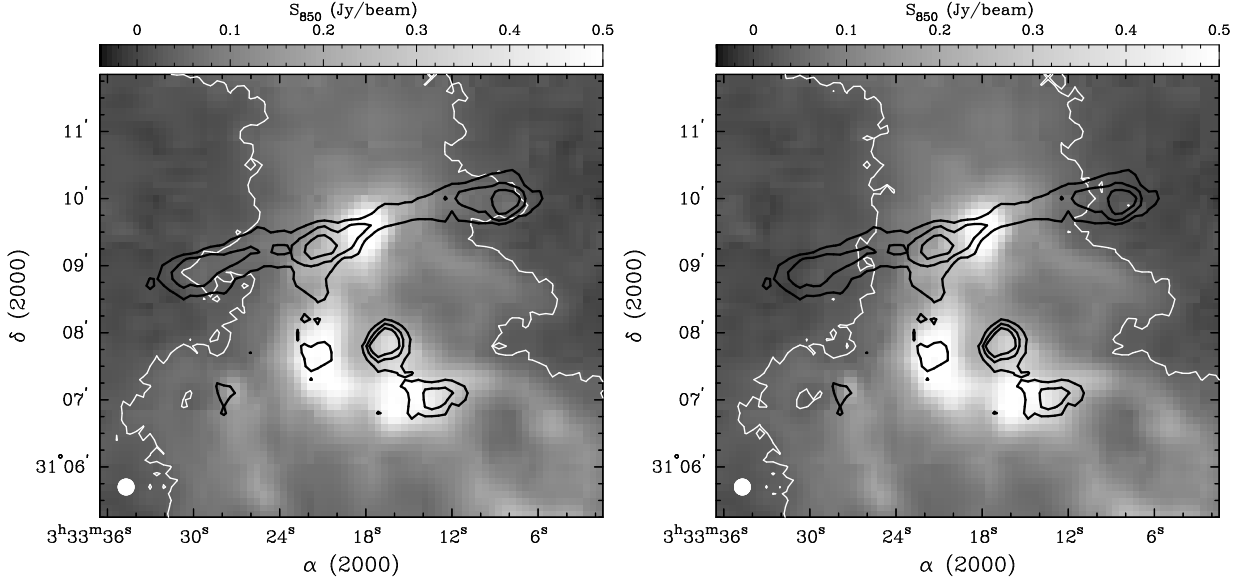 S850 (Jy/beam)
0 0.1 0.2 0.3 0.4 0.5
11′
10′
09′
08′
07′
31°06′
δ (2000)
3h33m36s 30s 24s 18s 12s 6s
α (2000)
S850 (Jy/beam)
0 0.1 0.2 0.3 0.4 0.5
11′
10′
09′
08′
07′
31°06′
δ (2000)
3h33m36s 30s 24s 18s 12s 6s
α (2000)